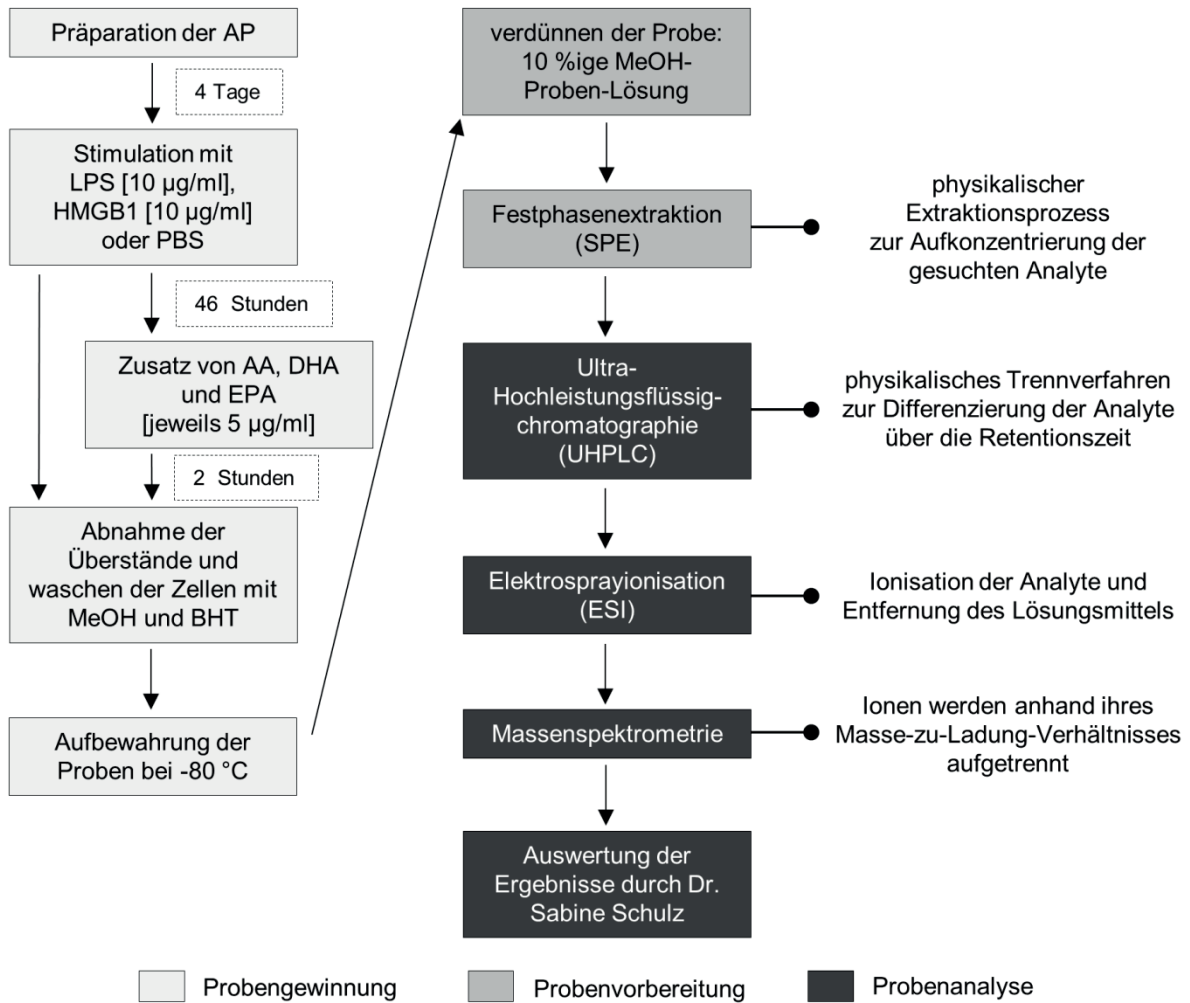 Präparation der AP
4 Tage
Stimulation mit
LPS [10 µg/ml],
HMGB1 [10 µg/ml]
oder PBS
46 Stunden
Zusatz von AA, DHA
und EPA
[jeweils 5 µg/ml]
2 Stunden
Abnahme der
Überstände und
waschen der Zellen mit
MeOH und BHT
Aufbewahrung der
Proben bei -80 °C
verdünnen der Probe:
10 %ige MeOH-
Proben-Lösung
Festphasenextraktion
(SPE)
physikalischer
Extraktionsprozess
zur Aufkonzentrierung der
gesuchten Analyte
Ultra-
Hochleistungsflüssig-
chromatographie
(UHPLC)
physikalisches Trennverfahren
zur Differenzierung der Analyte
über die Retentionszeit
Elektrosprayionisation
(ESI)
Ionisation der Analyte und
Entfernung des Lösungsmittels
Massenspektrometrie
Ionen werden anhand ihres
Masse-zu-Ladung-Verhältnisses
aufgetrennt
Auswertung der
Ergebnisse durch Dr.
Sabine Schulz
Probengewinnung
Probenvorbereitung
Probenanalyse